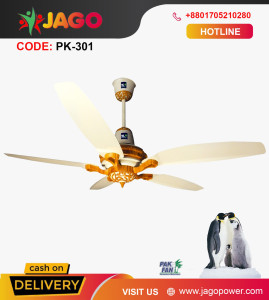 JAGO
+8801705210280
HOTLINE
CODE: PK-301
PAK
FAN
cash on
DELIVERY
VISIT US
www.jagopower.com